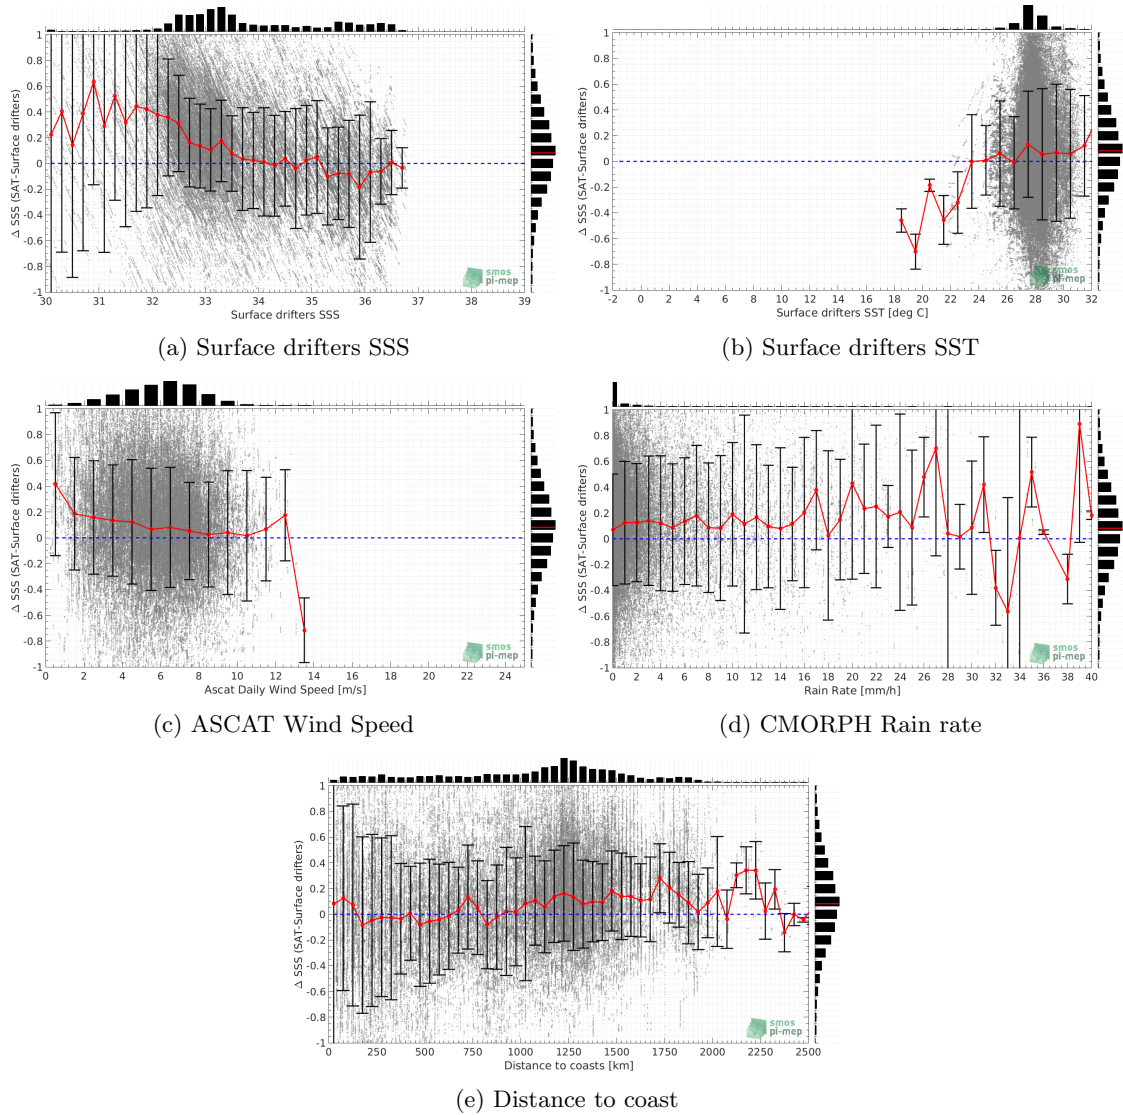 1
0.8
0.6
0.4
0.2
0
-0.2
-0.4
-0.6
-0.8
-1
Δ SSS (SAT-Surface drifters)
30 31 32 33 34 35 36 37 38 39
Surface drifters SSS
smos
pi-mep
(a) Surface drifters SSS
1
0.8
0.6
0.4
0.2
0
-0.2
-0.4
-0.6
-0.8
-1
Δ SSS (SAT-Surface drifters)
-2 0 2 4 6 8 10 12 14 16 18 20 22 24 26 28 30 32
Surface drifters SST [deg C]
smos
pi-mep
(b) Surface drifters SST
1
0.8
0.6
0.4
0.2
0
-0.2
-0.4
-0.6
-0.8
-1
Δ SSS (SAT-Surface drifters)
0 2 4 6 8 10 12 14 16 18 20 22 24
Ascat Daily Wind Speed [m/s]
smos
pi-mep
(c) ASCAT Wind Speed
1
0.8
0.6
0.4
0.2
0
-0.2
-0.4
-0.6
-0.8
-1
Δ SSS (SAT-Surface drifters)
0 2 4 6 8 10 12 14 16 18 20 22 24 26 28 30 32 34 36 38 40
Rain Rate [mm/h]
smos
pi-mep
(d) CMORPH Rain rate
1
0.8
0.6
0.4
0.2
0
-0.2
-0.4
-0.6
-0.8
-1
Δ SSS (SAT-Surface drifters)
0 250 500 750 1000 1250 1500 1750 2000 2250 2500
Distance to coasts [km]
smos
pi-mep
(e) Distance to coast